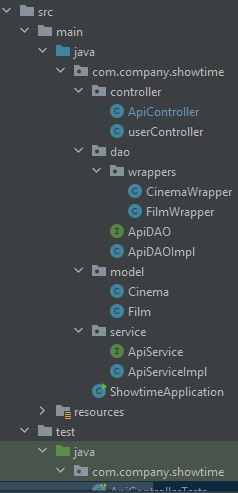 src
main
java
com.company.showtime
controller
ApiController
userController
dao
wrappers
CinemaWrapper
FilmWrapper
ApiDAO
ApiDAOImpl
model
Cinema
Film
service
ApiService
ApiServiceImpl
ShowtimeApplication
resources
test
java
com.company.showtime
ApiControllerTests